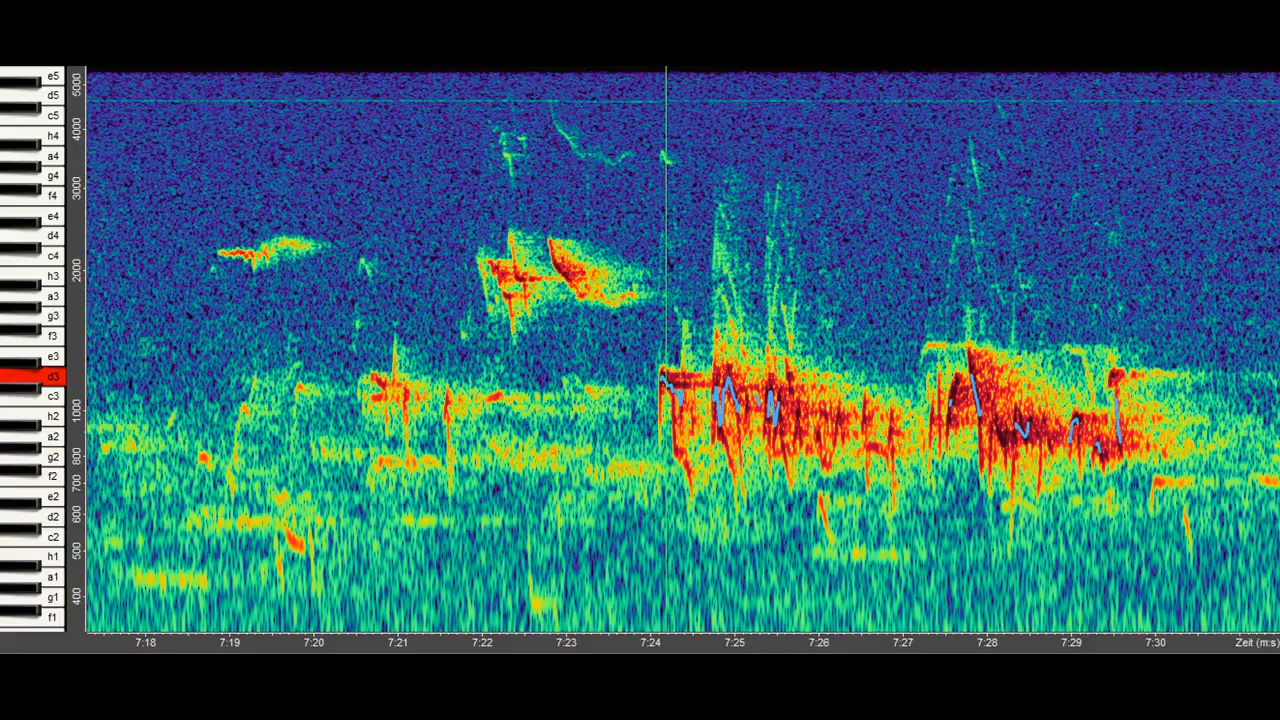 e5
d5
c5
h4
a4
g4
f4
e4
d4
c4
h3
a3
g3
f3
e3
d3
c3
h2
a2
g2
f2
e2
d2
c2
h1
a1
g1
f1
5000
4000
3000
2000
1000
800
700
600
500
400
7:18 7:19 7:20 7:21 7:22 7:23 7:24 7:25 7:26 7:27 7:28 7:29 7:30 Zeit (m:s)